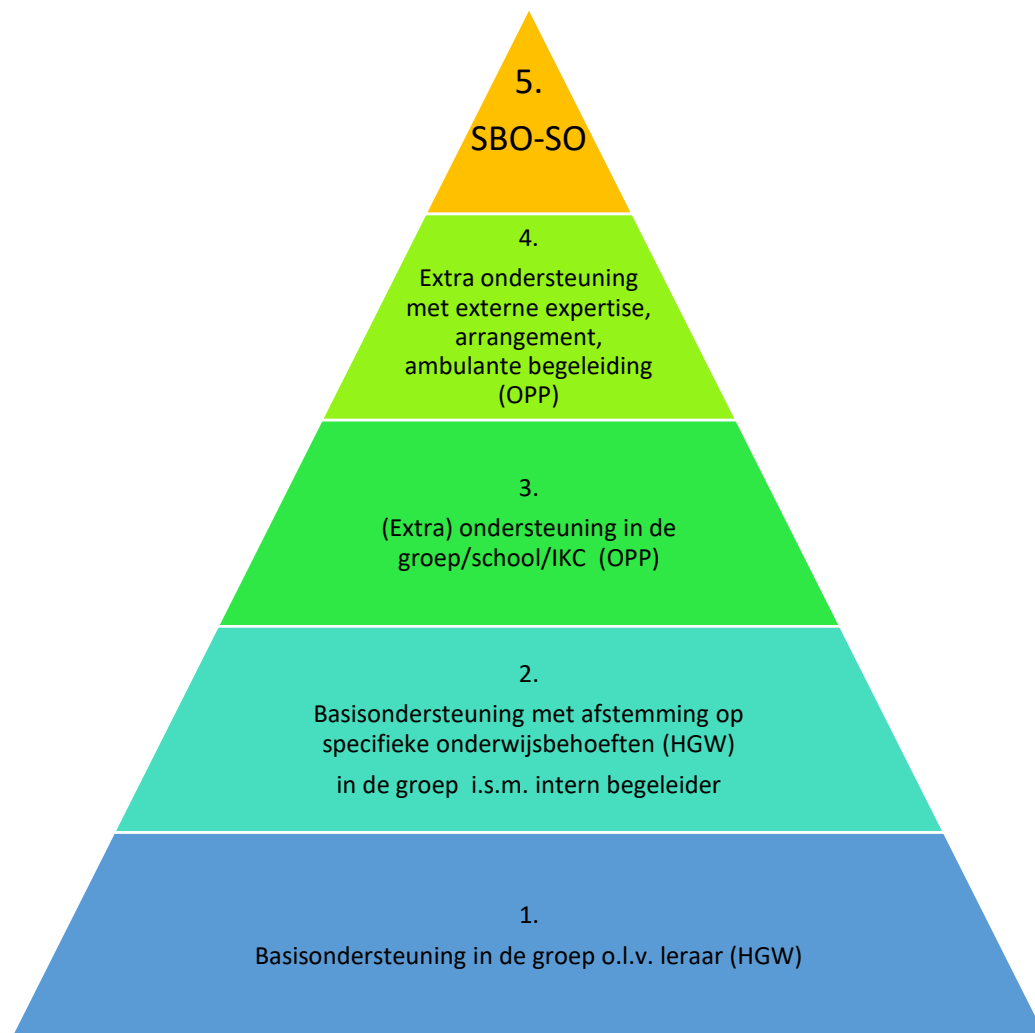 5.
SBO-SO
4.
Extra ondersteuning
met externe expertise,
arrangement,
ambulante begeleiding
(OPP)
3.
(Extra) ondersteuning in de
groep/school/IKC (OPP)
2.
Basisondersteuning met afstemming op
specifieke onderwijsbehoeften (HGW)
in de groep i.s.m. intern begeleider
1.
Basisondersteuning in de groep o.l.v. leraar (HGW)